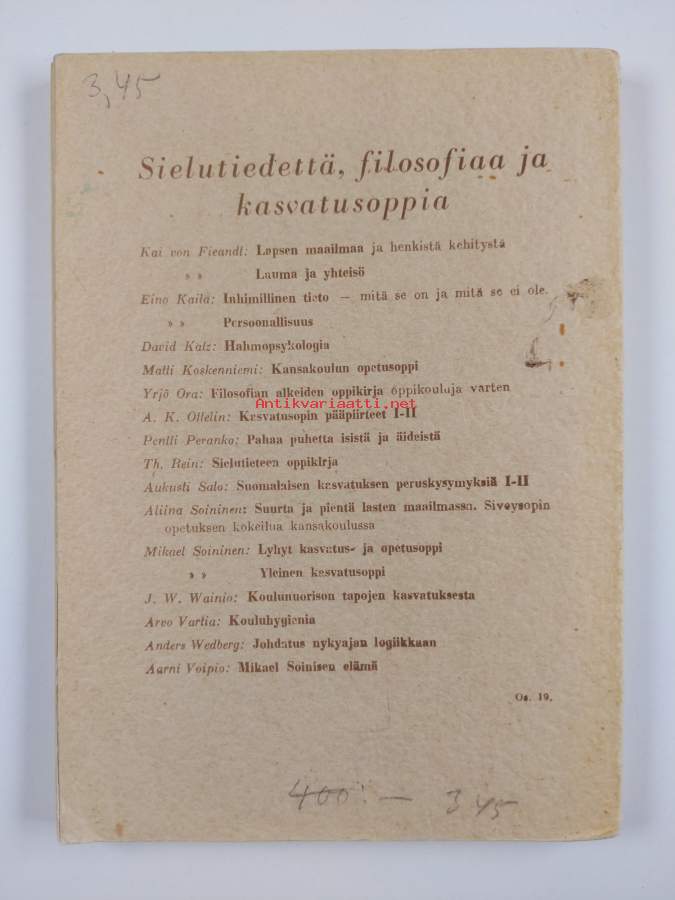 3,45
Sielutiedettä, filosofiaa ja
kasvatusoppia
Kai von Fieandt: Lapsen maailmaa ja henkistä kehitystä
» » Lauma ja yhteisö
Eino Kaila: Inhimillinen tieto — mitä se on ja mitä se ei ole.
» » Persoonallisuus
David Katz: Hahmopsykologia
Matti Koskenniemi: Kansakoulun opetusoppi
Yrjö Ora: Filosofian alkeiden oppikirja oppikouluja varten
Antikvariaatti.net
A. K. Ottelin: Kasvatusopin pääpiirteet I-II
Pentti Peranko: Pahaa puhetta isistä ja äideistä
Th. Rein: Sielutieteen oppikirja
Aukusti Salo: Suomalaisen kasvatuksen peruskysymyksiä I-II
Aliina Soininen: Suurta ja pientä lasten maailmassa. Siveysopin
opetuksen kokeilua kansakoulussa
Mikael Soininen: Lyhyt kasvatus- ja opetusoppi
» » Yleinen kasvatusoppi
J. W. Wainio: Koulunuorison tapojen kasvatuksesta
Arvo Vartia: Kouluhygienia
Anders Wedberg: Johdatus nykyajan logiikkaan
Aarni Voipio: Mikael Soinisen elämä
Os. 19.
400:— 345